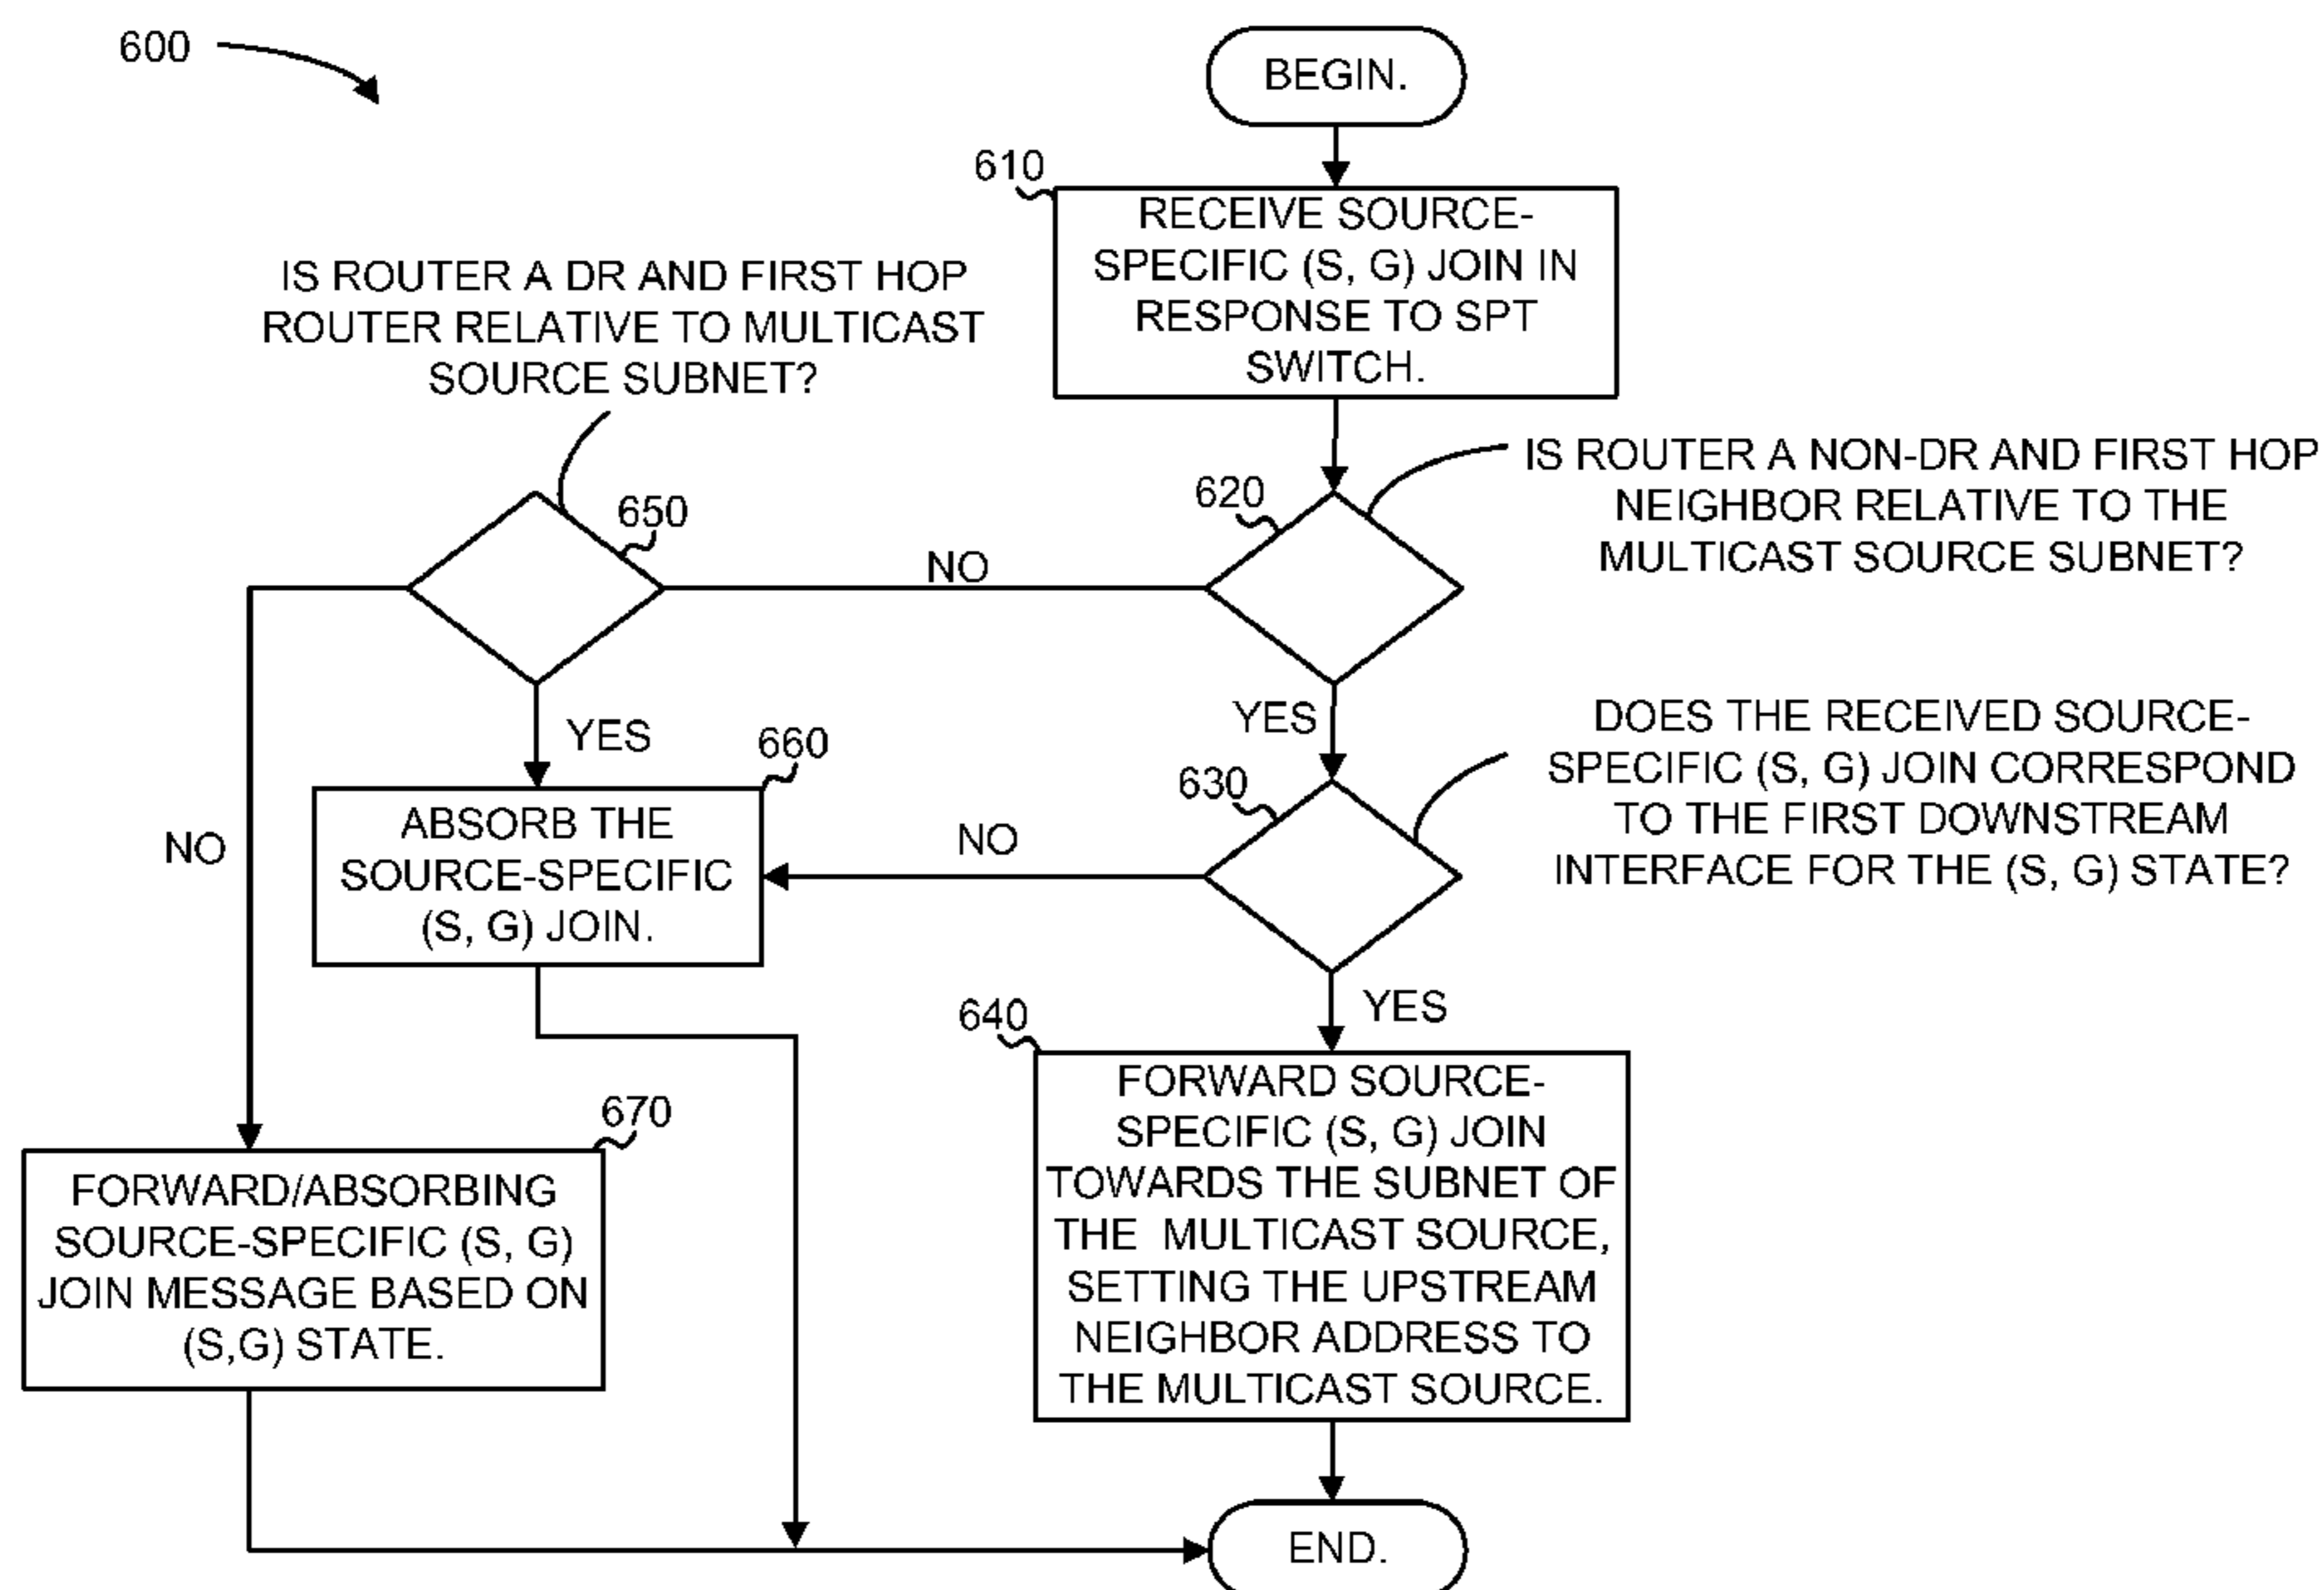 600
BEGIN.
610
RECEIVE SOURCE-
SPECIFIC (S, G) JOIN IN
RESPONSE TO SPT
SWITCH.
IS ROUTER A DR AND FIRST HOP
ROUTER RELATIVE TO MULTICAST
SOURCE SUBNET?
IS ROUTER A NON-DR AND FIRST HOP
NEIGHBOR RELATIVE TO THE
MULTICAST SOURCE SUBNET?
620
650
NO
YES
YES
DOES THE RECEIVED SOURCE-
SPECIFIC (S, G) JOIN CORRESPOND
TO THE FIRST DOWNSTREAM
INTERFACE FOR THE (S, G) STATE?
660
630
NO
NO
ABSORB THE
SOURCE-SPECIFIC
(S, G) JOIN.
YES
640
FORWARD SOURCE-
SPECIFIC (S, G) JOIN
TOWARDS THE SUBNET OF
THE MULTICAST SOURCE,
SETTING THE UPSTREAM
NEIGHBOR ADDRESS TO
THE MULTICAST SOURCE.
670
FORWARD/ABSORBING
SOURCE-SPECIFIC (S, G)
JOIN MESSAGE BASED ON
(S,G) STATE.
END.